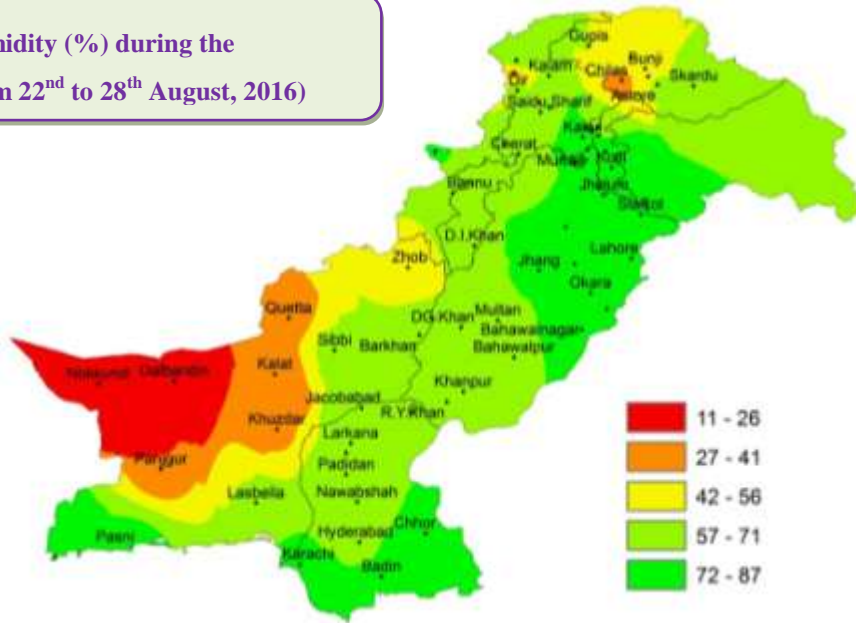 nidity (%) during the
m 22nd to 28th August, 2016)
Gupis
Kalam
Bunji
Chilas
Skardu
Dir
Astore
Saidu Sharif
Kakul
Cherat
Murree
Kotli
Bannu
Jhelum
Sialkot
D.I.Khan
Lahore
Zhob
Jhang
Okara
Quetta
DG.Khan
Multan
Bahawalnagar
Sibbi
Barkhan
Bahawalpur
Nokkundi
Dalbandin
Kalat
Khanpur
Jacobabad
R.Y.Khan
Khuzdar
Larkana
Panjgur
Padidan
Lasbella
Nawabshah
Pasni
Hyderabad
Chhor
Karachi
Badin
11 - 26
27 - 41
42 - 56
57 - 71
72 - 87